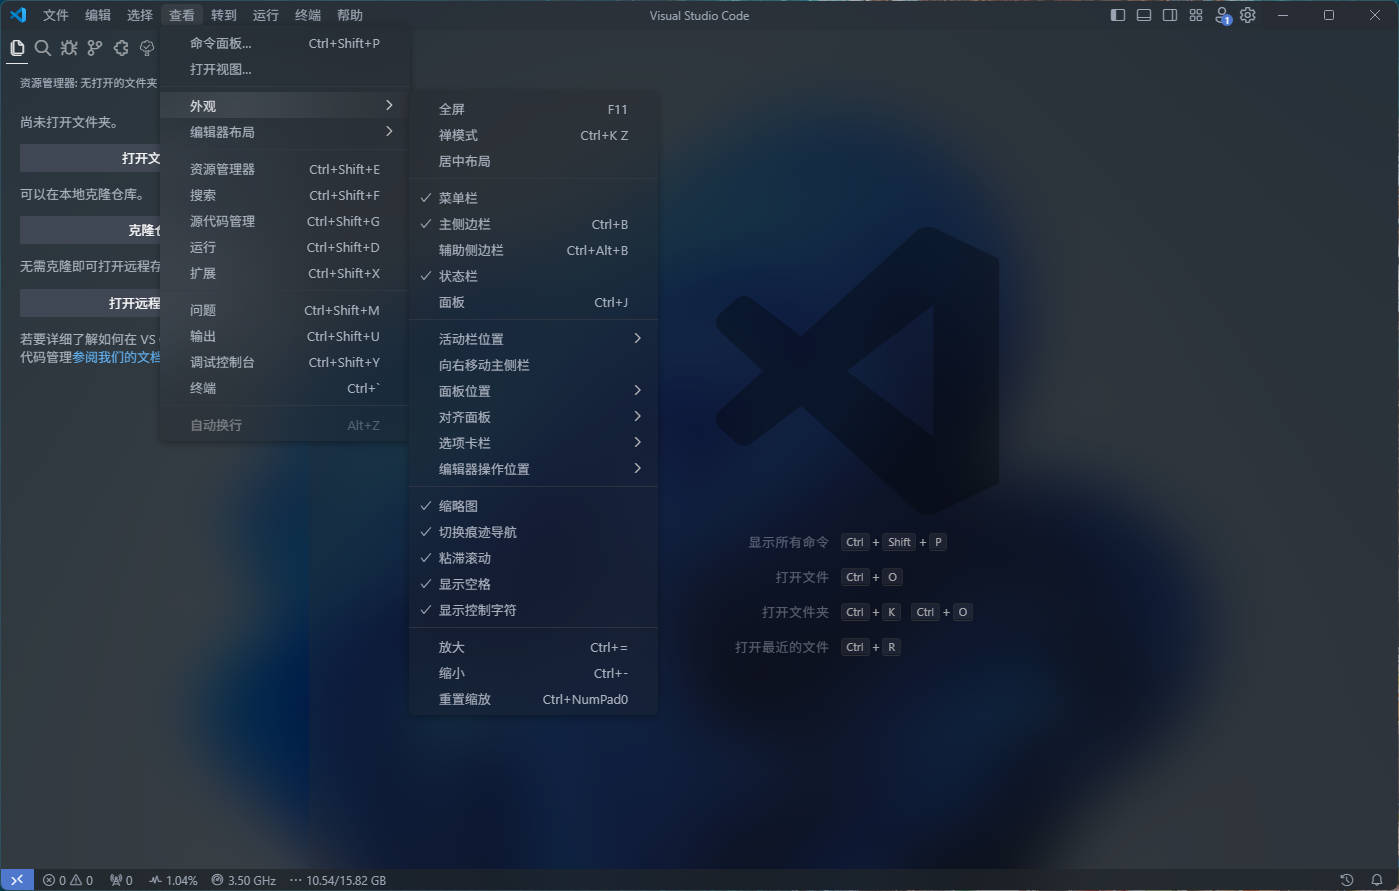 文件 编辑 选择 查看 转到 运行 终端 帮助
Visual Studio Code
1
资源管理器: 无打开的文件夹
尚未打开文件夹。
打开文
可以在本地克隆仓库。
克隆
无需克隆即可打开远程存
打开远程
若要详细了解如何在 VS
代码管理参阅我们的文档
命令面板... Ctrl+Shift+P
打开视图...
外观
编辑器布局
资源管理器 Ctrl+Shift+E
搜索 Ctrl+Shift+F
源代码管理 Ctrl+Shift+G
运行 Ctrl+Shift+D
扩展 Ctrl+Shift+X
问题 Ctrl+Shift+M
输出 Ctrl+Shift+U
调试控制台 Ctrl+Shift+Y
终端 Ctrl+`
自动换行 Alt+Z
全屏 F11
禅模式 Ctrl+K Z
居中布局
菜单栏
主侧边栏 Ctrl+B
辅助侧边栏 Ctrl+Alt+B
状态栏
面板 Ctrl+J
活动栏位置
向右移动主侧栏
面板位置
对齐面板
选项卡栏
编辑器操作位置
缩略图
切换痕迹导航
粘滞滚动
显示空格
显示控制字符
放大 Ctrl+=
缩小 Ctrl+-
重置缩放 Ctrl+NumPad0
显示所有命令 Ctrl + Shift + P
打开文件 Ctrl + O
打开文件夹 Ctrl + K Ctrl + O
打开最近的文件 Ctrl + R
0 0 0 1.04% 3.50 GHz 10.54/15.82 GB